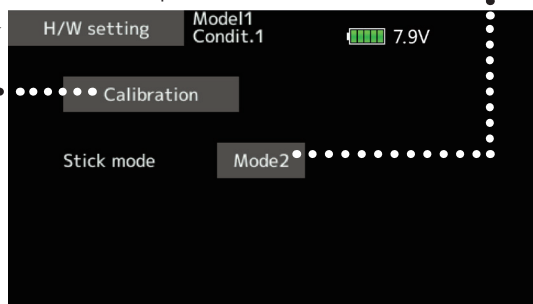 H/W setting
Model1
Condit.1
7.9V
Calibration
Stick mode
Mode2